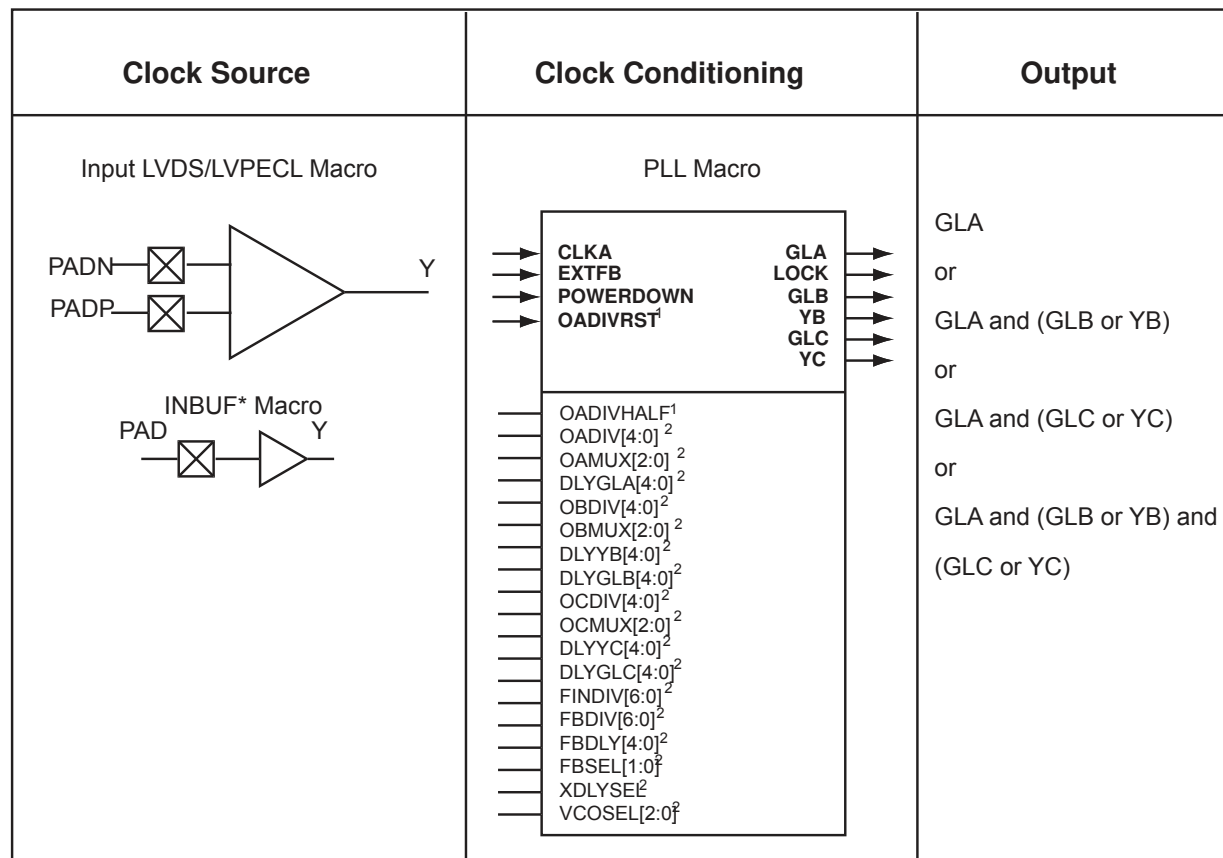 Clock Source
Clock Conditioning
Output
Input LVDS/LVPECL Macro
PADN
PADP
Y
INBUF* Macro
PAD
Y
PLL Macro
CLKA
EXTFB
POWERDOWN
OADIVRST1
GLA
LOCK
GLB
YB
GLC
YC
OADIVHALF1
OADIV[4:0] 2
OAMUX[2:0] 2
DLYGLA[4:0] 2
OBDIV[4:0]2
OBMUX[2:0] 2
DLYYB[4:0]2
DLYGLB[4:0]2
OCDIV[4:0]2
OCMUX[2:0] 2
DLYYC[4:0]2
DLYGLC[4:0]2
FINDIV[6:0]2
FBDIV[6:0]2
FBDLY[4:0]2
FBSEL[1:0]2
XDLYSEL2
VCOSEL[2:0]2
GLA
or
GLA and (GLB or YB)
or
GLA and (GLC or YC)
or
GLA and (GLB or YB) and
(GLC or YC)